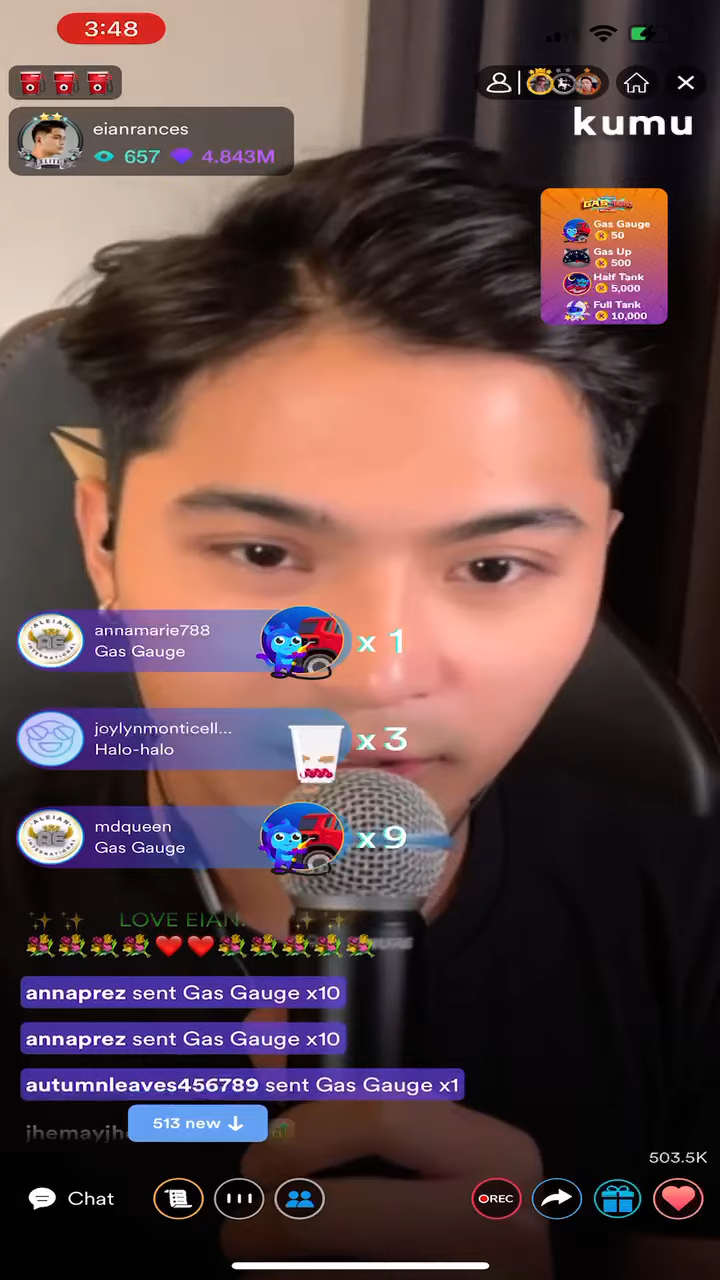 3:48
eianrances
657 4.843M
ELITE
kumu
Gas Gauge
50
Gas Up
500
Half Tank
5,000
Full Tank
10,000
annamarie788
Gas Gauge
x 1
joylynmonticell...
Halo-halo
x 3
mdqueen
Gas Gauge
x 9
LOVE EIAN
annaprez sent Gas Gauge x10
annaprez sent Gas Gauge x10
autumnleaves456789 sent Gas Gauge x1
513 new
503.5K
Chat
REC